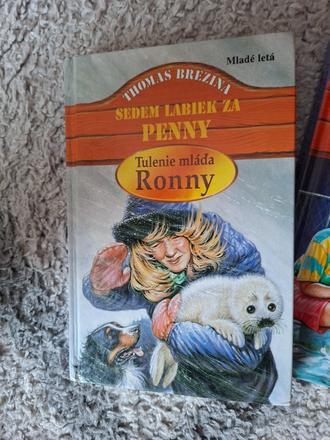 Mladé letá
THOMAS BREZINA
SEDEM LABIEK ZA
PENNY
Tulenie mláďa
Ronny